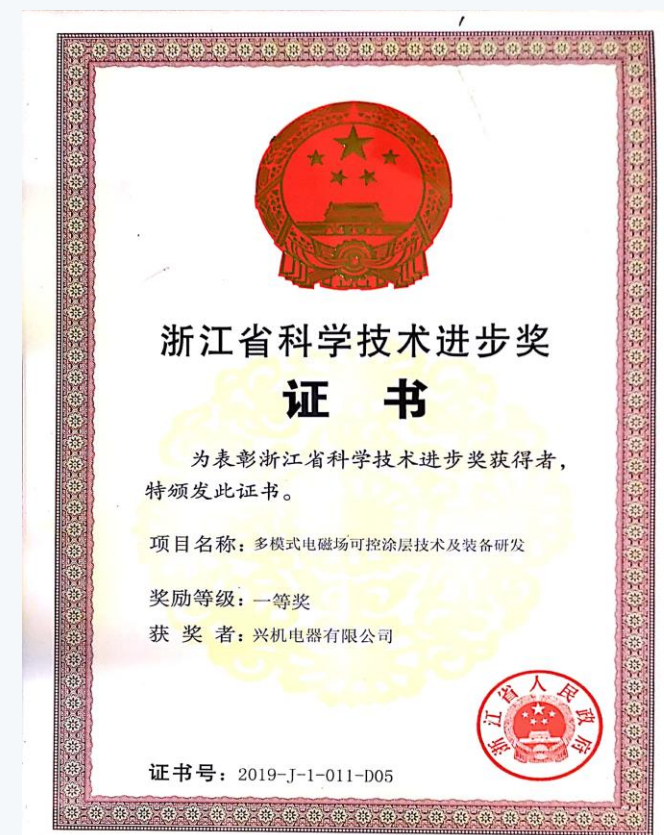 浙江省科学技术进步奖
证 书
为表彰浙江省科学技术进步奖获得者，
特颁发此证书。
项目名称：多模式电磁场可控涂层技术及装备研发
奖励等级：一等奖
获 奖 者：兴机电器有限公司
浙江省人民政府
证书号：2019-J-1-011-D05